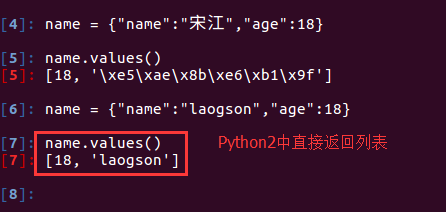 [4]: name = {"name":"宋江","age":18}
[5]: name.values()
[5]: [18, '\xe5\xae\x8b\xe6\xb1\x9f']
[6]: name = {"name":"laogson","age":18}
[7]: name.values()
[7]: [18, 'laogson']
Python2中直接返回列表
[8]: